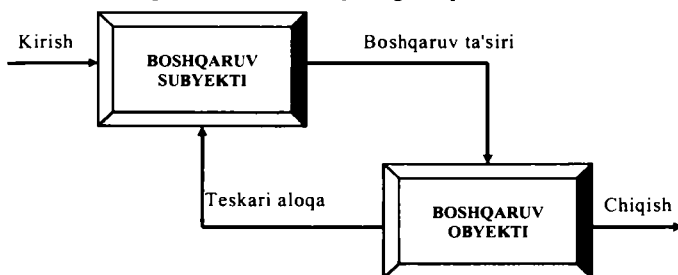 Kirish
Boshqaruv ta'siri
BOSHQARUV
SUBYEKTI
Teskari aloqa
Chiqish
BOSHQARUV
OBYEKTI